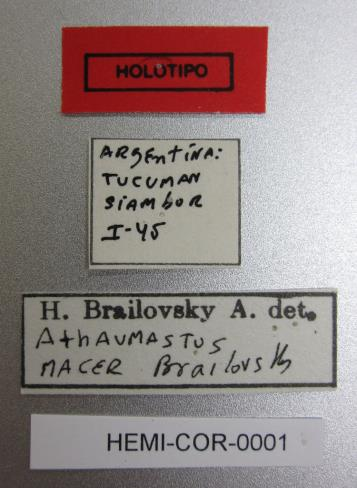 HOLOTIPO
ARGENTINA:
TUCUMAN
SIAMBOR
I-45
H. Brailovsky A. det.
AthAUMASTUS
MACER Brailovsky
HEMI-COR-0001